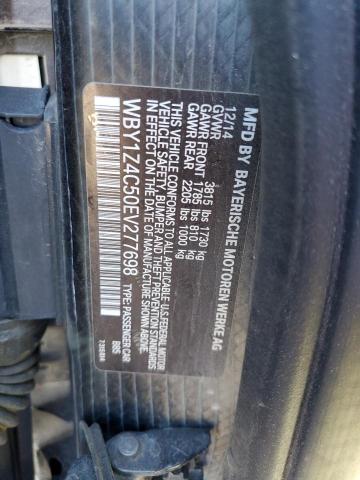 MFD BY BAYERISCHE MOTOREN WERKE AG
12/14
GVWR 3815 lbs 1730 kg
GAWR FRONT 1785 lbs 810 kg
GAWR REAR 2205 lbs 1000 kg
THIS VEHICLE CONFORMS TO ALL APPLICABLE U.S. FEDERAL MOTOR
VEHICLE SAFETY, BUMPER, AND THEFT PREVENTION STANDARDS
IN EFFECT ON THE DATE OF MANUFACTURE SHOWN ABOVE.
WBY1Z4C50EV277698 TYPE: PASSENGER CAR
B85